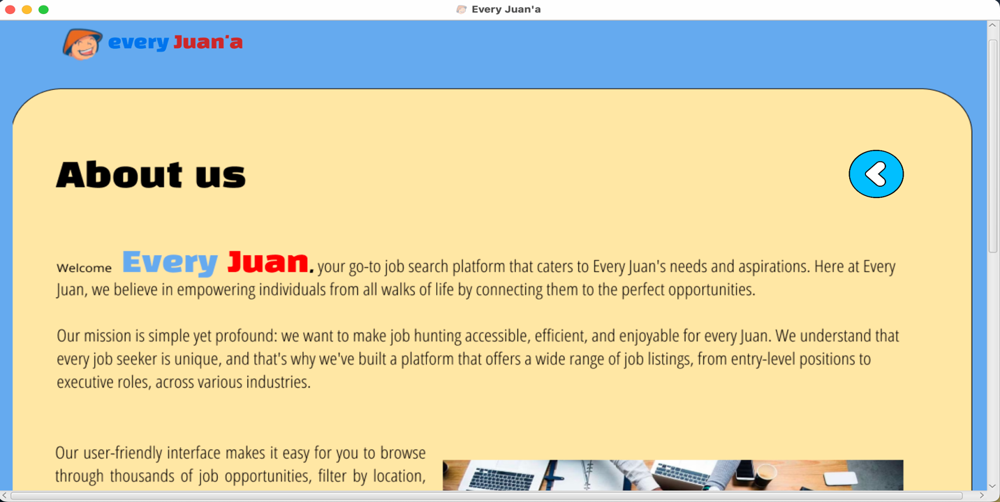 Every Juan'a
every Juan'a
About us
Welcome Every Juan, your go-to job search platform that caters to Every Juan's needs and aspirations. Here at Every
Juan, we believe in empowering individuals from all walks of life by connecting them to the perfect opportunities.
Our mission is simple yet profound: we want to make job hunting accessible, efficient, and enjoyable for every Juan. We understand that
every job seeker is unique, and that's why we've built a platform that offers a wide range of job listings, from entry-level positions to
executive roles, across various industries.
Our user-friendly interface makes it easy for you to browse
through thousands of job opportunities, filter by location,